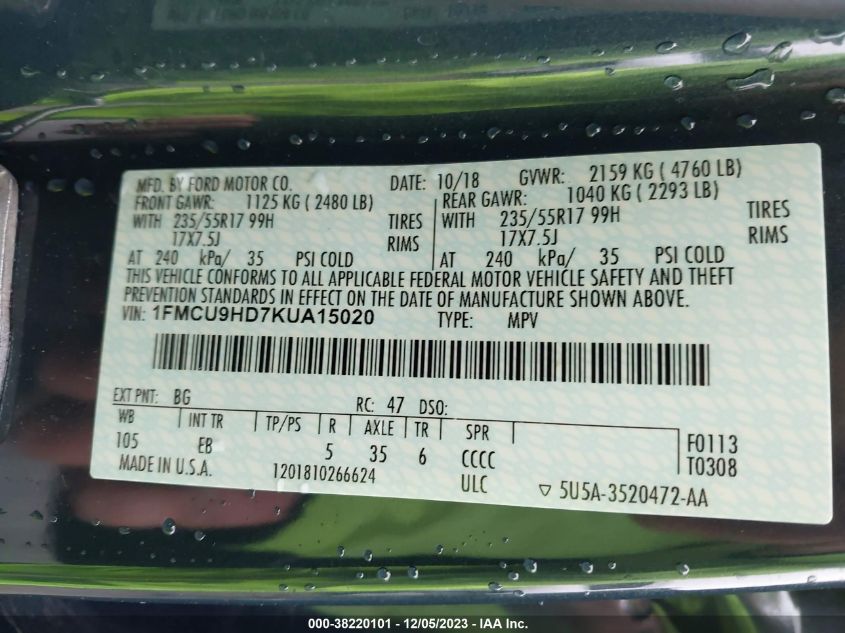 MFD. BY FORD MOTOR CO. DATE: 10/18 GVWR: 2159 KG ( 4760 LB)
FRONT GAWR: 1125 KG ( 2480 LB) REAR GAWR: 1040 KG ( 2293 LB)
WITH 235/55R17 99H TIRES WITH 235/55R17 99H TIRES
17X7.5J RIMS 17X7.5J RIMS
AT 240 kPa/ 35 PSI COLD AT 240 kPa/ 35 PSI COLD
THIS VEHICLE CONFORMS TO ALL APPLICABLE FEDERAL MOTOR VEHICLE SAFETY AND THEFT
PREVENTION STANDARDS IN EFFECT ON THE DATE OF MANUFACTURE SHOWN ABOVE.
VIN: 1FMCU9HD7KUA15020 TYPE: MPV
EXT PNT: BG RC: 47 DSO:
WB INT TR TP/PS R AXLE TR SPR F0113
105 EB 5 35 6 CCCC T0308
MADE IN U.S.A. 1201810266624 ULC ▽ 5U5A-3520472-AA
000-38220101 - 12/05/2023 - IAA Inc.